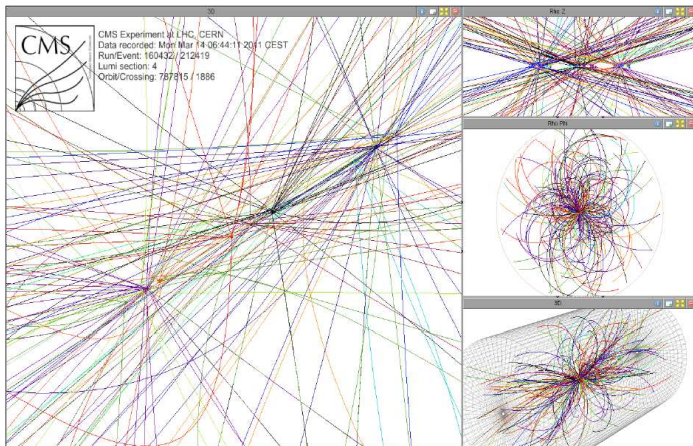 3D
CMS
CMS Experiment at LHC, CERN
Data recorded: Mon Mar 14 06:44:11 2011 CEST
Run/Event: 160432 / 212419
Lumi section: 4
Orbit/Crossing: 787815 / 1886
Rho Z
Rho Phi
3D